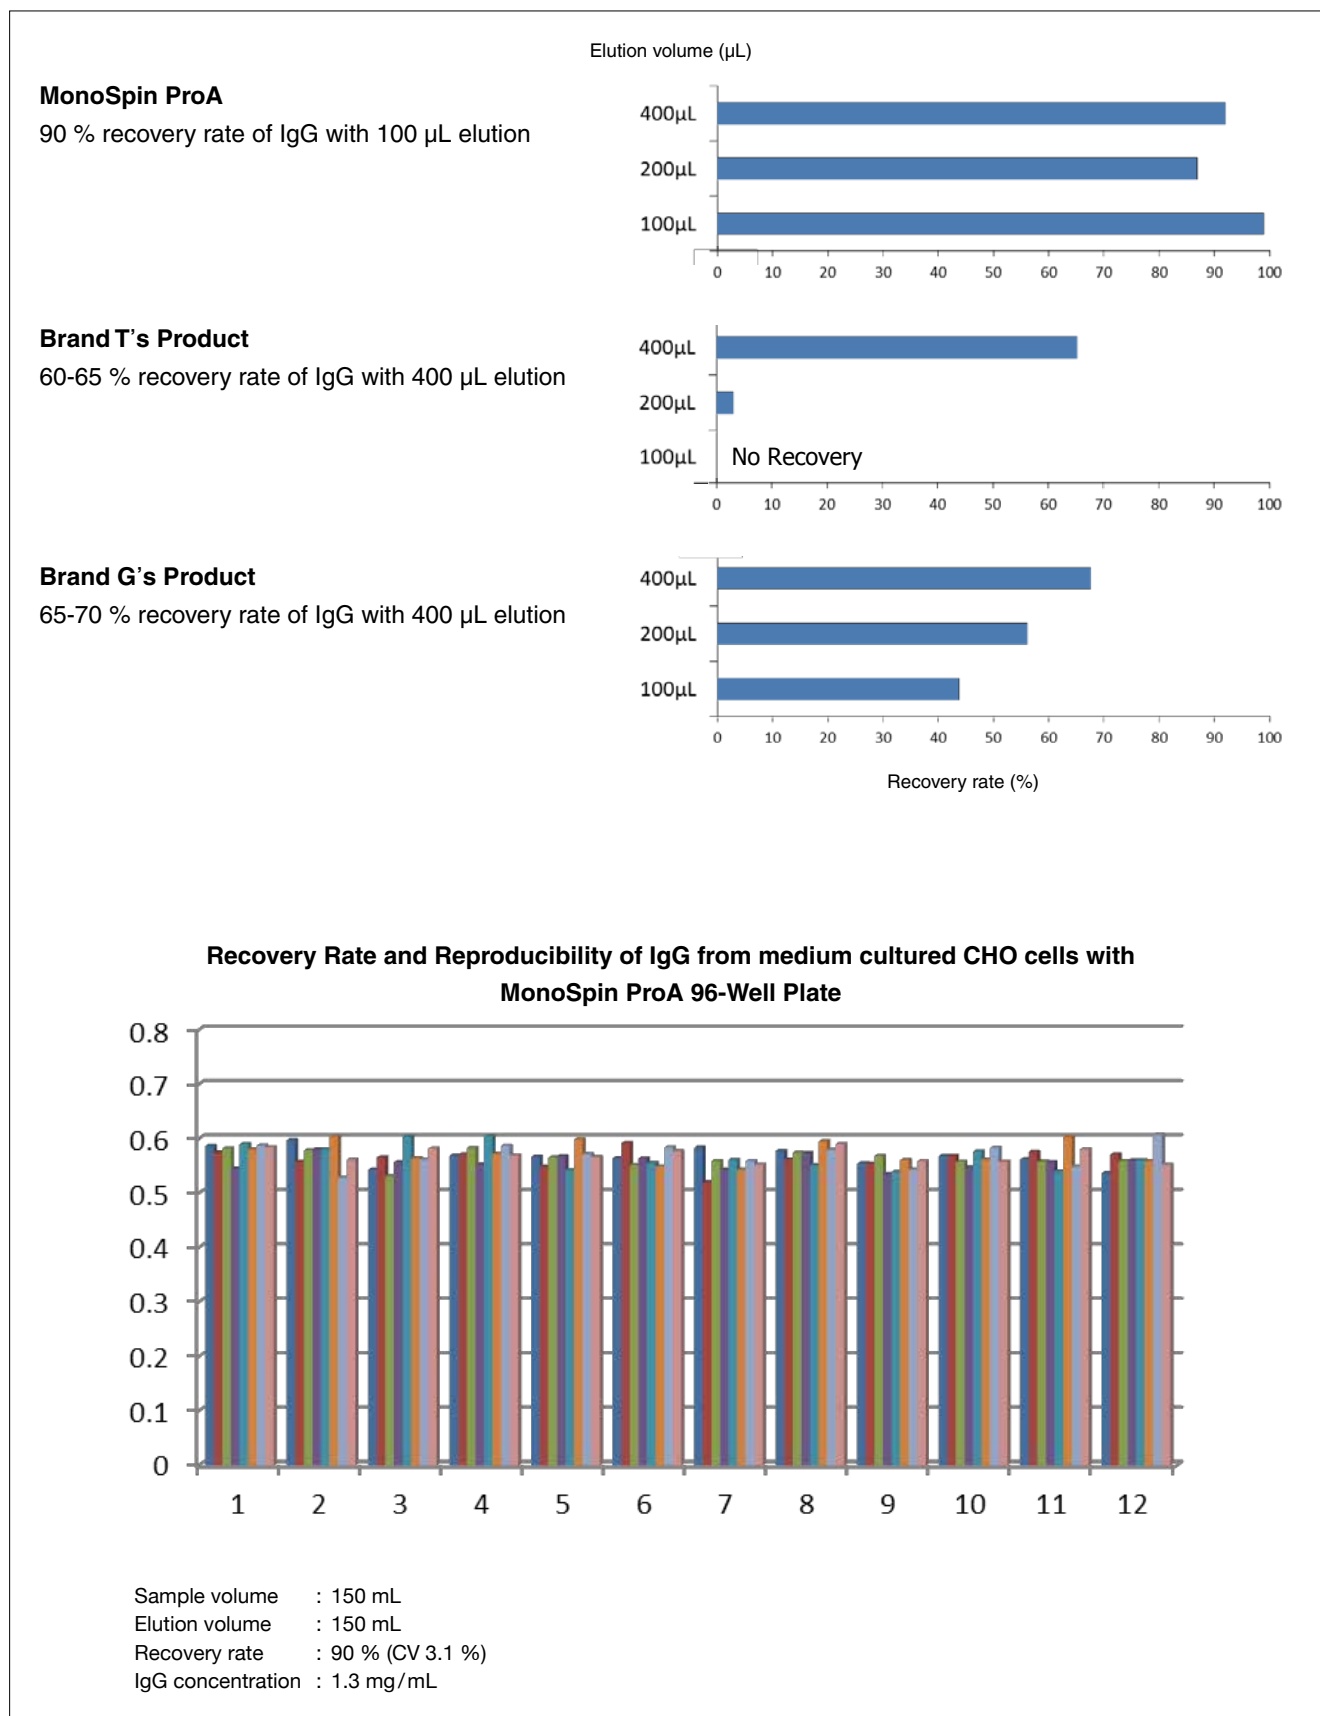 Elution volume (µL)
MonoSpin ProA
90 % recovery rate of IgG with 100 µL elution
400µL
200µL
100µL
0 10 20 30 40 50 60 70 80 90 100
Brand T's Product
60-65 % recovery rate of IgG with 400 µL elution
400µL
200µL
100µL No Recovery
0 10 20 30 40 50 60 70 80 90 100
Brand G's Product
65-70 % recovery rate of IgG with 400 µL elution
400µL
200µL
100µL
0 10 20 30 40 50 60 70 80 90 100
Recovery rate (%)
Recovery Rate and Reproducibility of IgG from medium cultured CHO cells with
MonoSpin ProA 96-Well Plate
0.8
0.7
0.6
0.5
0.4
0.3
0.2
0.1
0
1 2 3 4 5 6 7 8 9 10 11 12
Sample volume : 150 mL
Elution volume : 150 mL
Recovery rate : 90 % (CV 3.1 %)
IgG concentration : 1.3 mg/mL